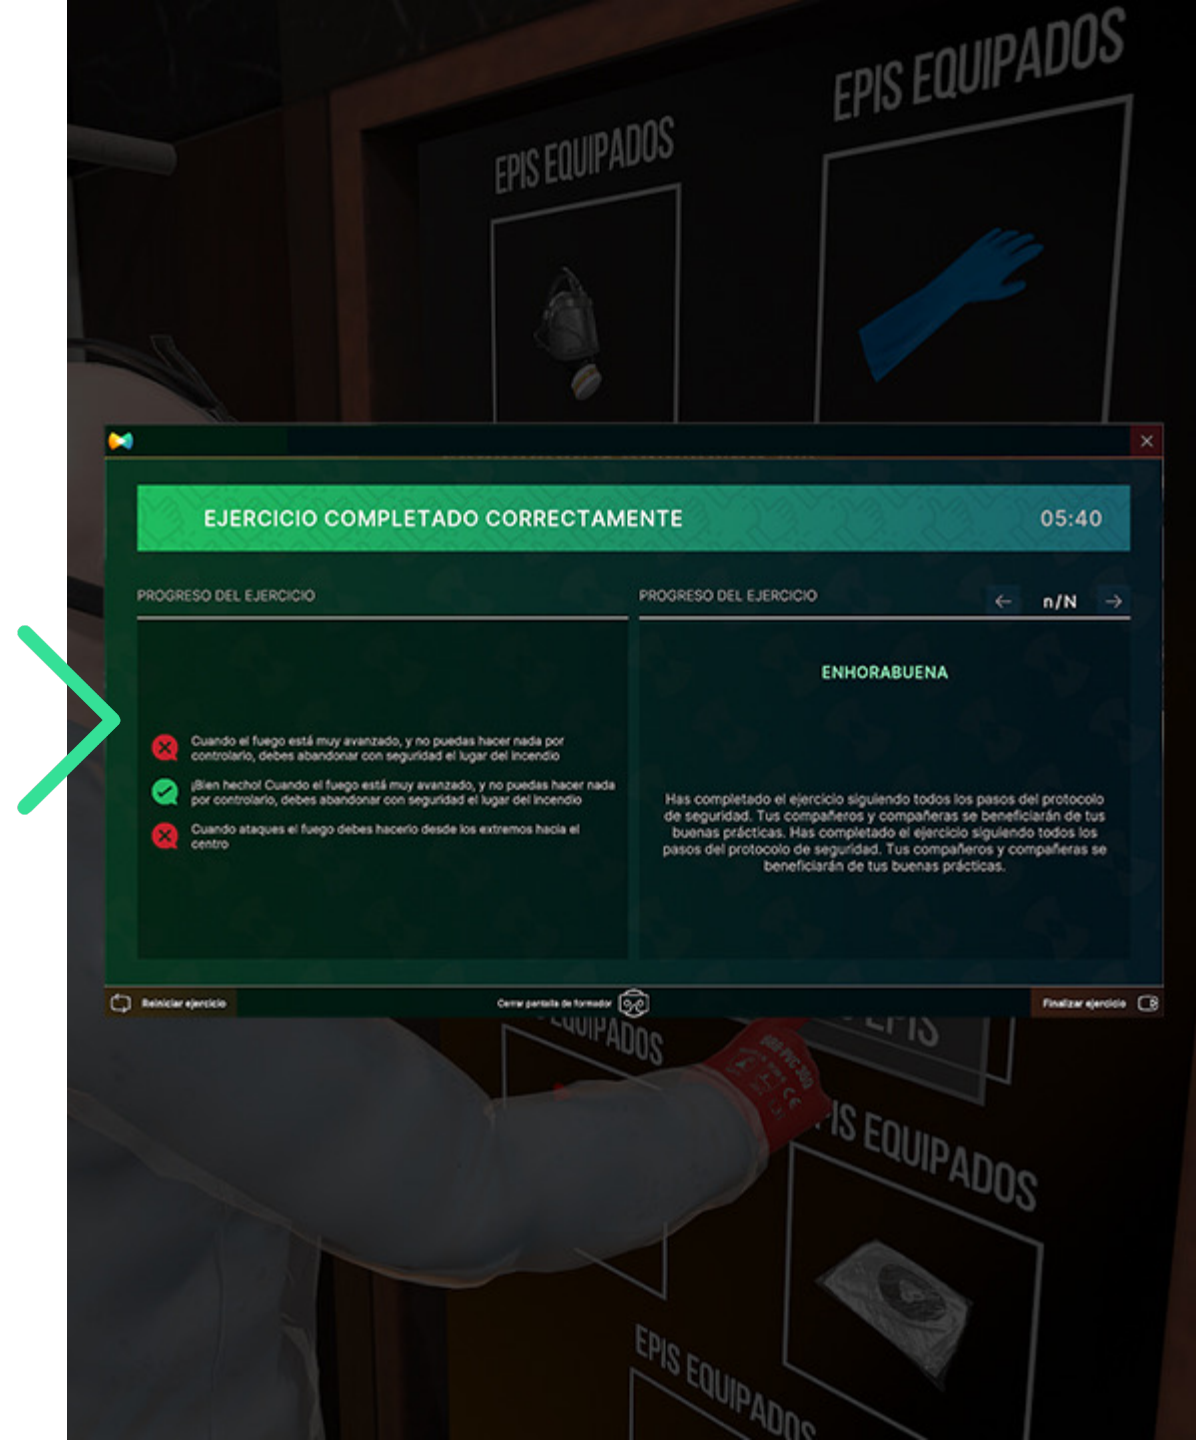 EPIS EQUIPADOS
EPIS EQUIPADOS
EJERCICIO COMPLETADO CORRECTAMENTE
05:40
PROGRESO DEL EJERCICIO
Cuando el fuego está muy avanzado, y no puedas hacer nada por
controlarlo, debes abandonar con seguridad el lugar del incendio
¡Bien hecho! Cuando el fuego está muy avanzado, y no puedas hacer nada
por controlarlo, debes abandonar con seguridad el lugar del incendio
Cuando ataques el fuego debes hacerlo desde los extremos hacia el
centro
PROGRESO DEL EJERCICIO
n/N
ENHORABUENA
Has completado el ejercicio siguiendo todos los pasos del protocolo
de seguridad. Tus compañeros y compañeras se beneficiarán de tus
buenas prácticas. Has completado el ejercicio siguiendo todos los
pasos del protocolo de seguridad. Tus compañeros y compañeras se
beneficiarán de tus buenas prácticas.
Reiniciar ejercicio
Cerrar pantalla de formador
Finalizar ejercicio
EQUIPADOS
EPIS
EPIS EQUIPADOS
EPIS EQUIPADOS